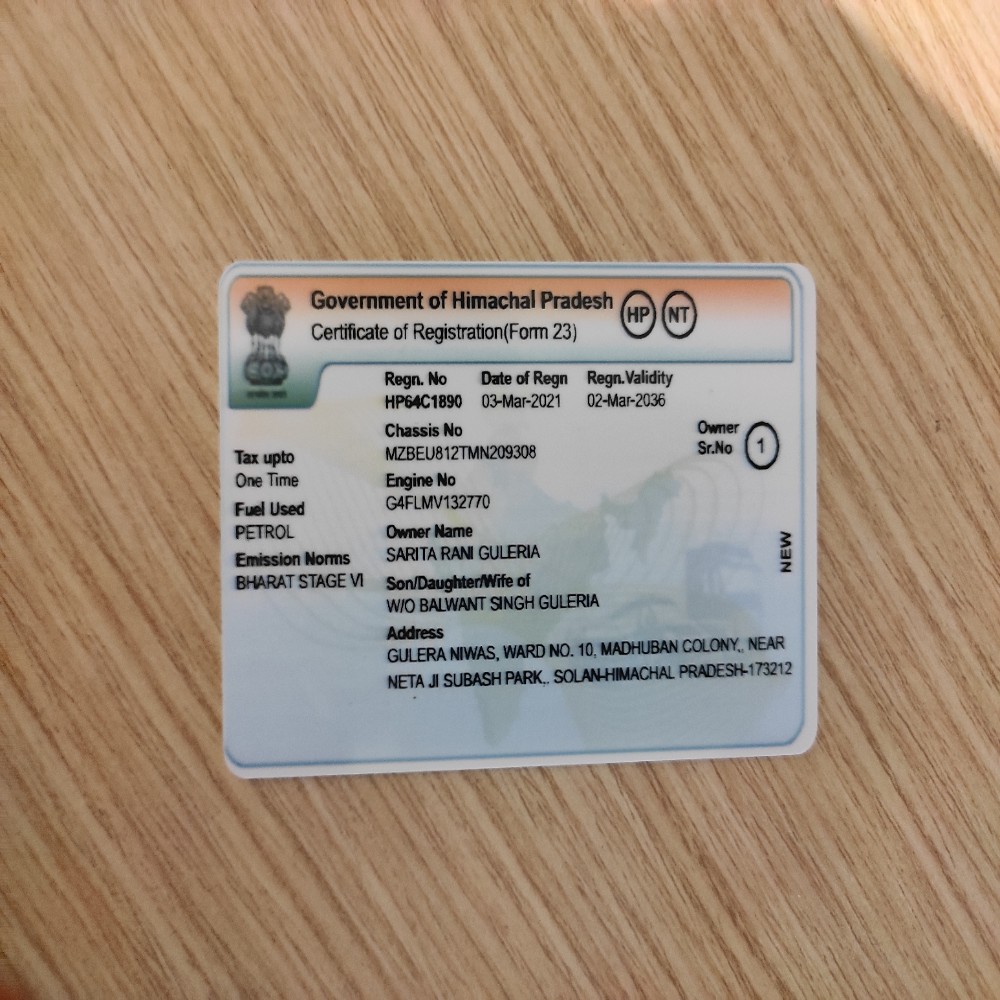 Government of Himachal Pradesh HP NT
Certificate of Registration(Form 23)
Regn. No Date of Regn Regn.Validity
HP64C1890 03-Mar-2021 02-Mar-2036
Chassis No
MZBEU812TMN209308
Owner
Sr.No 1
Tax upto
One Time
Engine No
G4FLMV132770
Fuel Used
PETROL
Owner Name
SARITA RANI GULERIA
NEW
Emission Norms
BHARAT STAGE VI
Son/Daughter/Wife of
W/O BALWANT SINGH GULERIA
Address
GULERA NIWAS, WARD NO. 10, MADHUBAN COLONY,, NEAR
NETA JI SUBASH PARK,. SOLAN-HIMACHAL PRADESH-173212